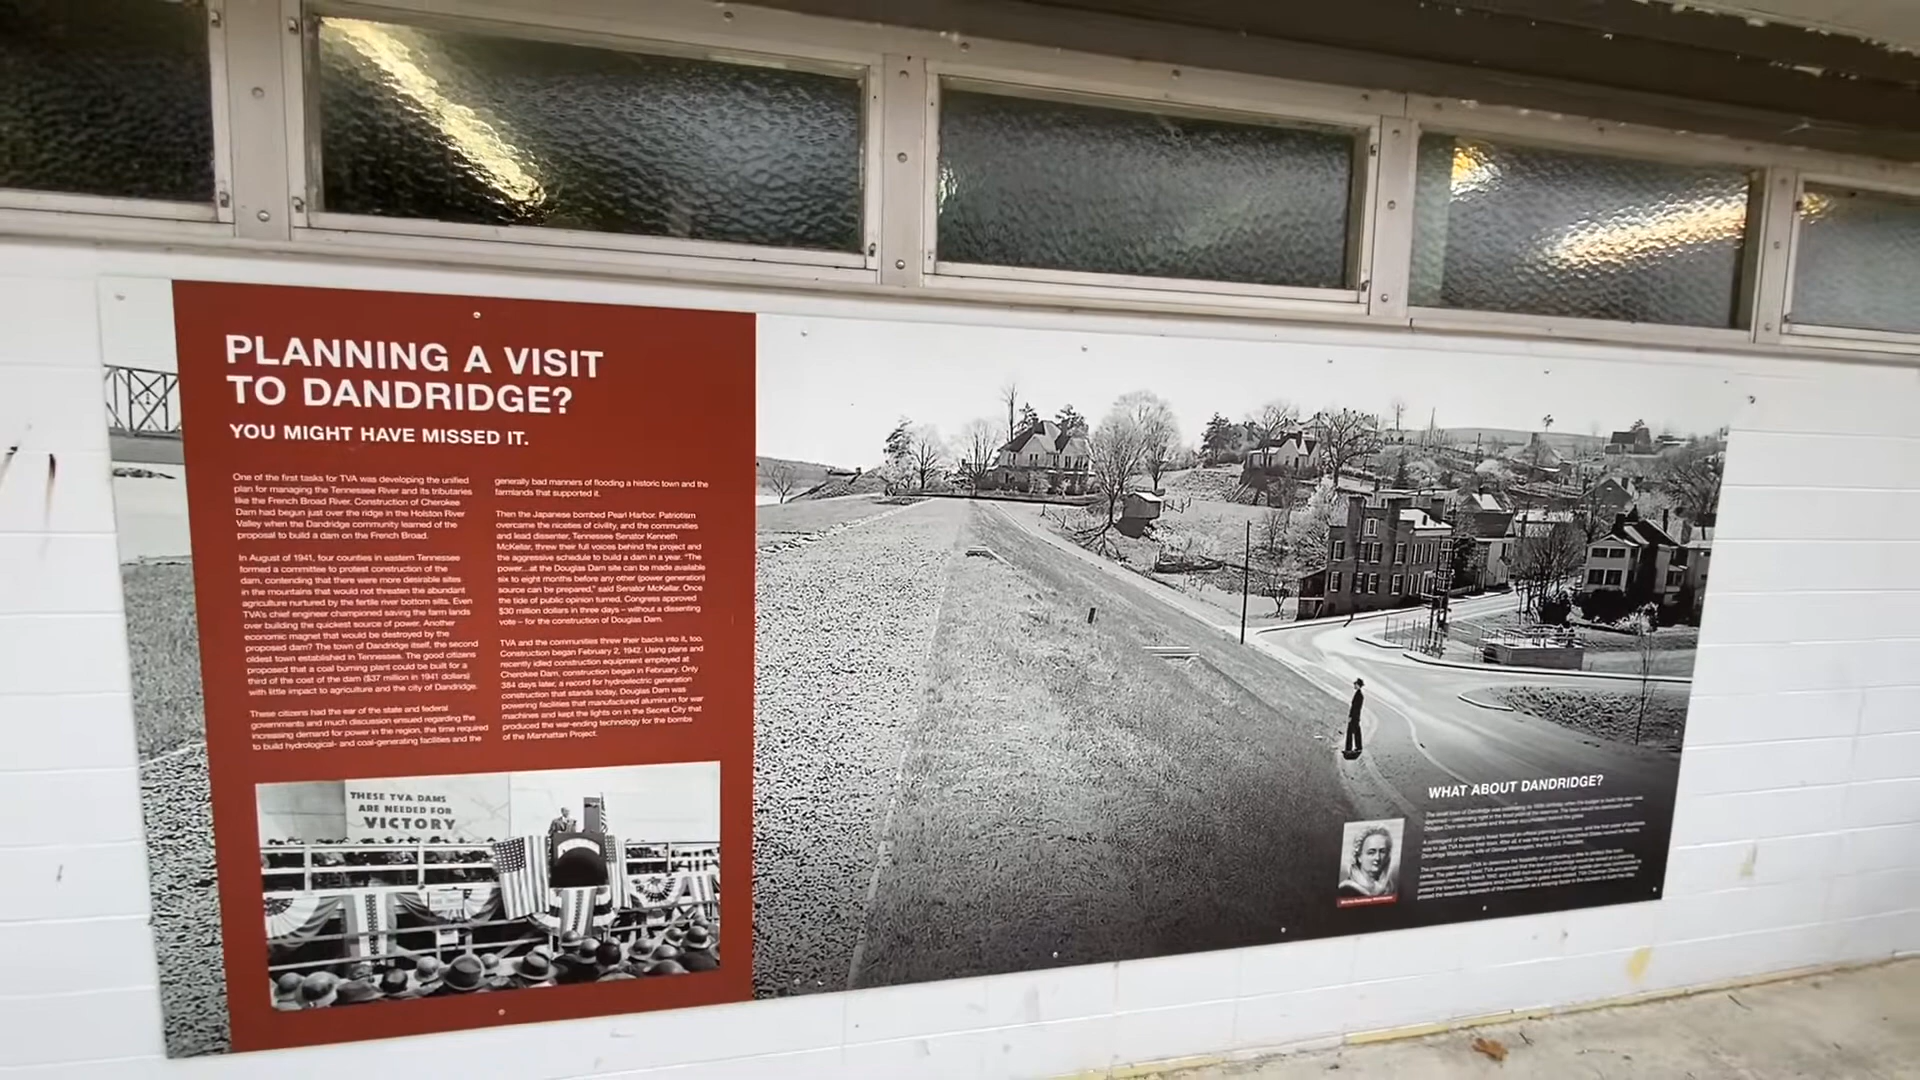 PLANNING A VISIT
TO DANDRIDGE?
YOU MIGHT HAVE MISSED IT.
One of the first tasks for TVA was developing the unified
plan for managing the Tennessee River and its tributaries
like the French Broad River. Construction of Cherokee
Dam had begun just over the ridge in the Holston River
Valley when the Dandridge community learned of the
proposal to build a dam on the French Broad.
In August of 1941, four counties in eastern Tennessee
formed a committee to protest construction of the
dam, contending that there were more desirable sites
in the mountains that would not threaten the abundant
agriculture nurtured by the fertile river bottom silts. Even
TVA's chief engineer championed saving the farm lands
over building the quickest source of power. Another
economic magnet that would be destroyed by the
proposed dam? The town of Dandridge itself, the second
oldest town established in Tennessee. The good citizens
proposed that a coal burning plant could be built for a
third of the cost of the dam ($37 million in 1941 dollars)
with little impact to agriculture and the city of Dandridge.
These citizens had the ear of the state and federal
governments and much discussion ensued regarding the
increasing demand for power in the region, the time required
to build hydrological- and coal-generating facilities and the
generally bad manners of flooding a historic town and the
farmlands that supported it.
Then the Japanese bombed Pearl Harbor. Patriotism
overcame the niceties of civility, and the communities
and lead dissenter, Tennessee Senator Kenneth
McKellar, threw their full voices behind the project and
the aggressive schedule to build a dam in a year. "The
power...at the Douglas Dam site can be made available
six to eight months before any other (power generation)
source can be prepared," said Senator McKellar. Once
the tide of public opinion turned, Congress approved
$30 million dollars in three days – without a dissenting
vote – for the construction of Douglas Dam.
TVA and the communities threw their backs into it, too.
Construction began February 2, 1942. Using plans and
recently idled construction equipment employed at
Cherokee Dam, construction began in February. Only
384 days later, a record for hydroelectric generation
construction that stands today, Douglas Dam was
powering facilities that manufactured aluminum for war
machines and kept the lights on in the Secret City that
produced the war-ending technology for the bombs
of the Manhattan Project.
THESE TVA DAMS
ARE NEEDED FOR
VICTORY
WHAT ABOUT DANDRIDGE?